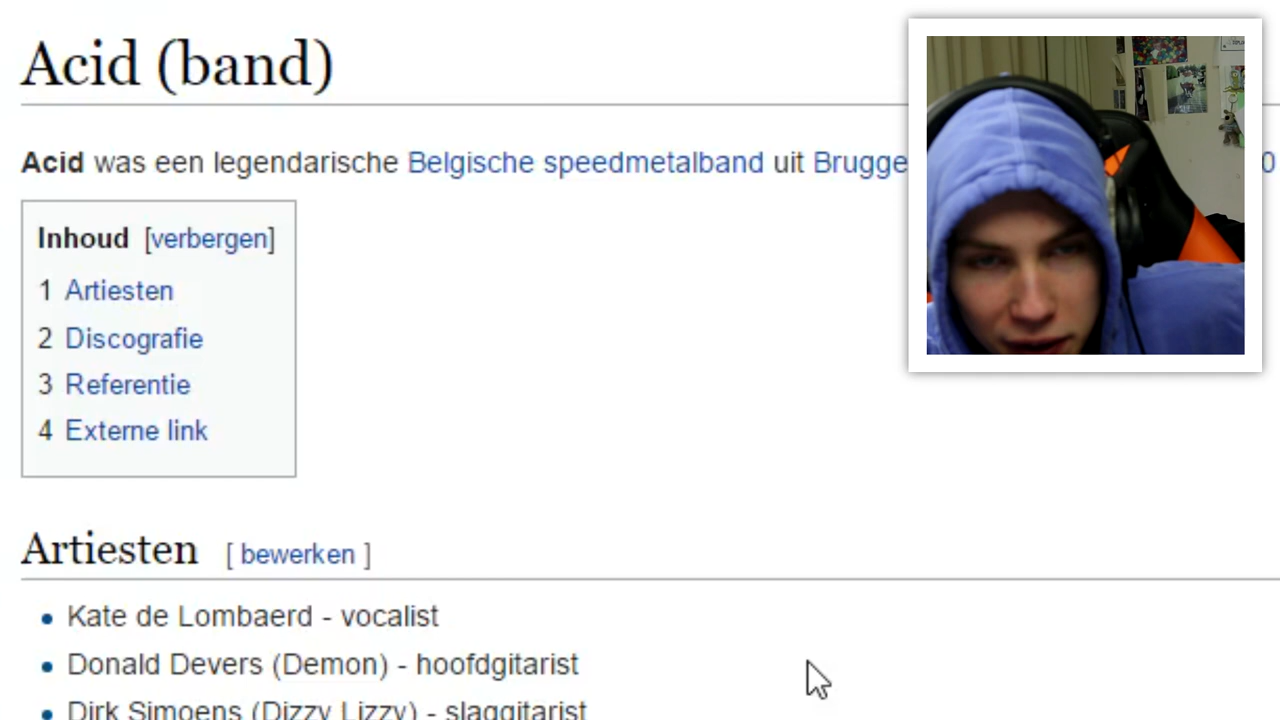 Acid (band)
Acid was een legendarische Belgische speedmetalband uit Brugge
0
Inhoud [verbergen]
1 Artiesten
2 Discografie
3 Referentie
4 Externe link
Artiesten [ bewerken ]
Kate de Lombaerd - vocalist
Donald Devers (Demon) - hoofdgitarist
Dirk Simoens (Dizzy Lizzy) - slaggitarist